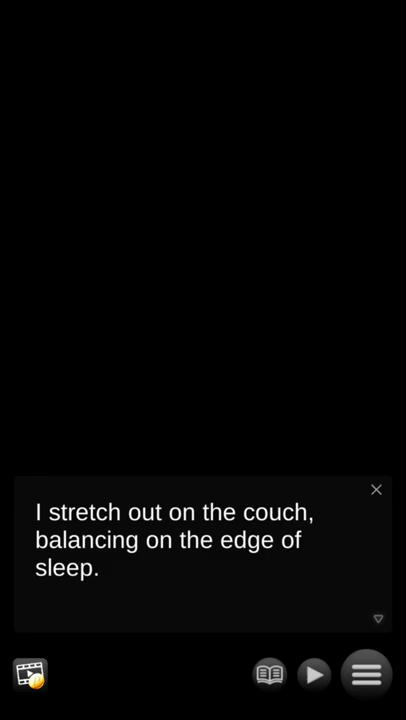 I stretch out on the couch,
balancing on the edge of
sleep.